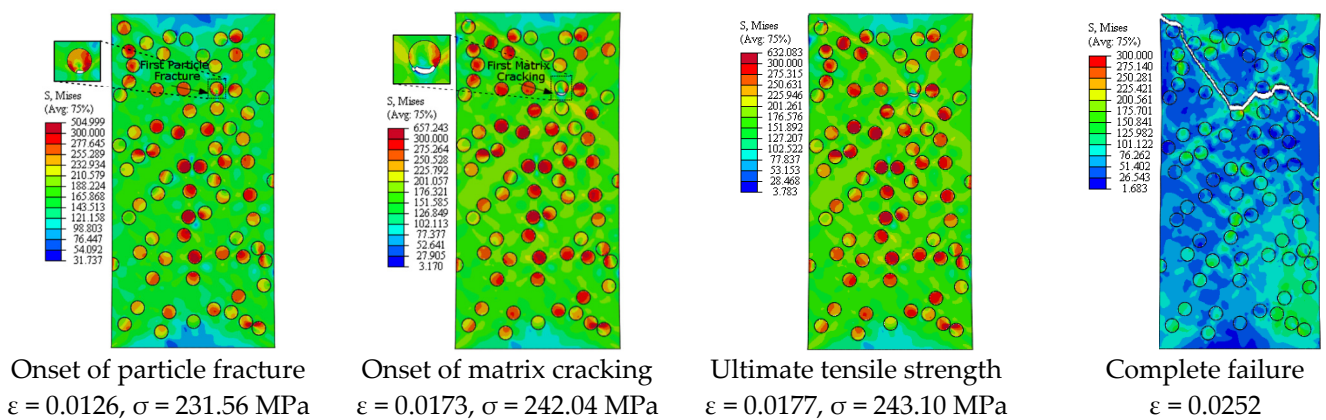 S, Mises
(Avg: 75%)
504.999
300.000
277.645
255.289
232.934
210.579
188.224
165.868
143.513
121.158
98.803
76.447
54.092
31.737
First Particle
Fracture
Onset of particle fracture
ε = 0.0126, σ = 231.56 MPa
S, Mises
(Avg: 75%)
657.243
300.000
275.264
250.528
225.792
201.057
176.321
151.585
126.849
102.113
77.377
52.641
27.905
3.170
First Matrix
Cracking
Onset of matrix cracking
ε = 0.0173, σ = 242.04 MPa
S, Mises
(Avg: 75%)
632.083
300.000
275.315
250.631
225.946
201.261
176.576
151.892
127.207
102.522
77.837
53.153
28.468
3.783
Ultimate tensile strength
ε = 0.0177, σ = 243.10 MPa
S, Mises
(Avg: 75%)
300.000
275.140
250.281
225.421
200.561
175.701
150.841
125.982
101.122
76.262
51.402
26.543
1.683
Complete failure
ε = 0.0252